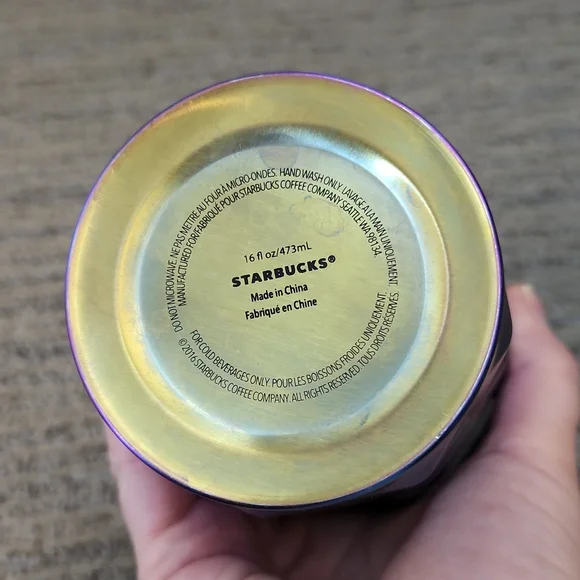 DO NOT MICROWAVE. NE PAS METTRE AU FOUR À MICRO-ONDES. HAND WASH ONLY. LAVAGE A LA MAIN UNIQUEMENT.
MANUFACTURED FOR/FABRIQUÉ POUR STARBUCKS COFFEE COMPANY SEATTLE WA 98134.
16 fl oz/473mL
STARBUCKS®
Made in China
Fabriqué en Chine
FOR COLD BEVERAGES ONLY. POUR LES BOISSONS FROIDES UNIQUEMENT.
© 2016 STARBUCKS COFFEE COMPANY. ALL RIGHTS RESERVED. TOUS DROITS RÉSERVÉS